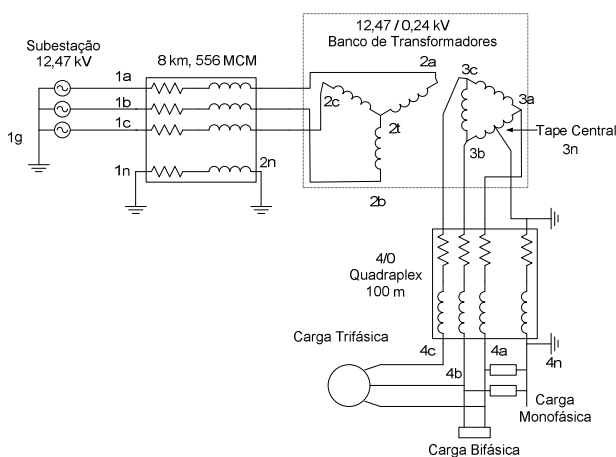 12,47 / 0,24 kV
Banco de Transformadores
Subestação
12,47 kV
8 km, 556 MCM
1a
1b
1c
1g
1n
2n
2a
2c
2t
2b
3c
3a
3b
Tape Central
3n
4/0
Quadraplex
100 m
Carga Trifásica
4c
4a
4n
4b
Carga
Monofásica
Carga Bifásica